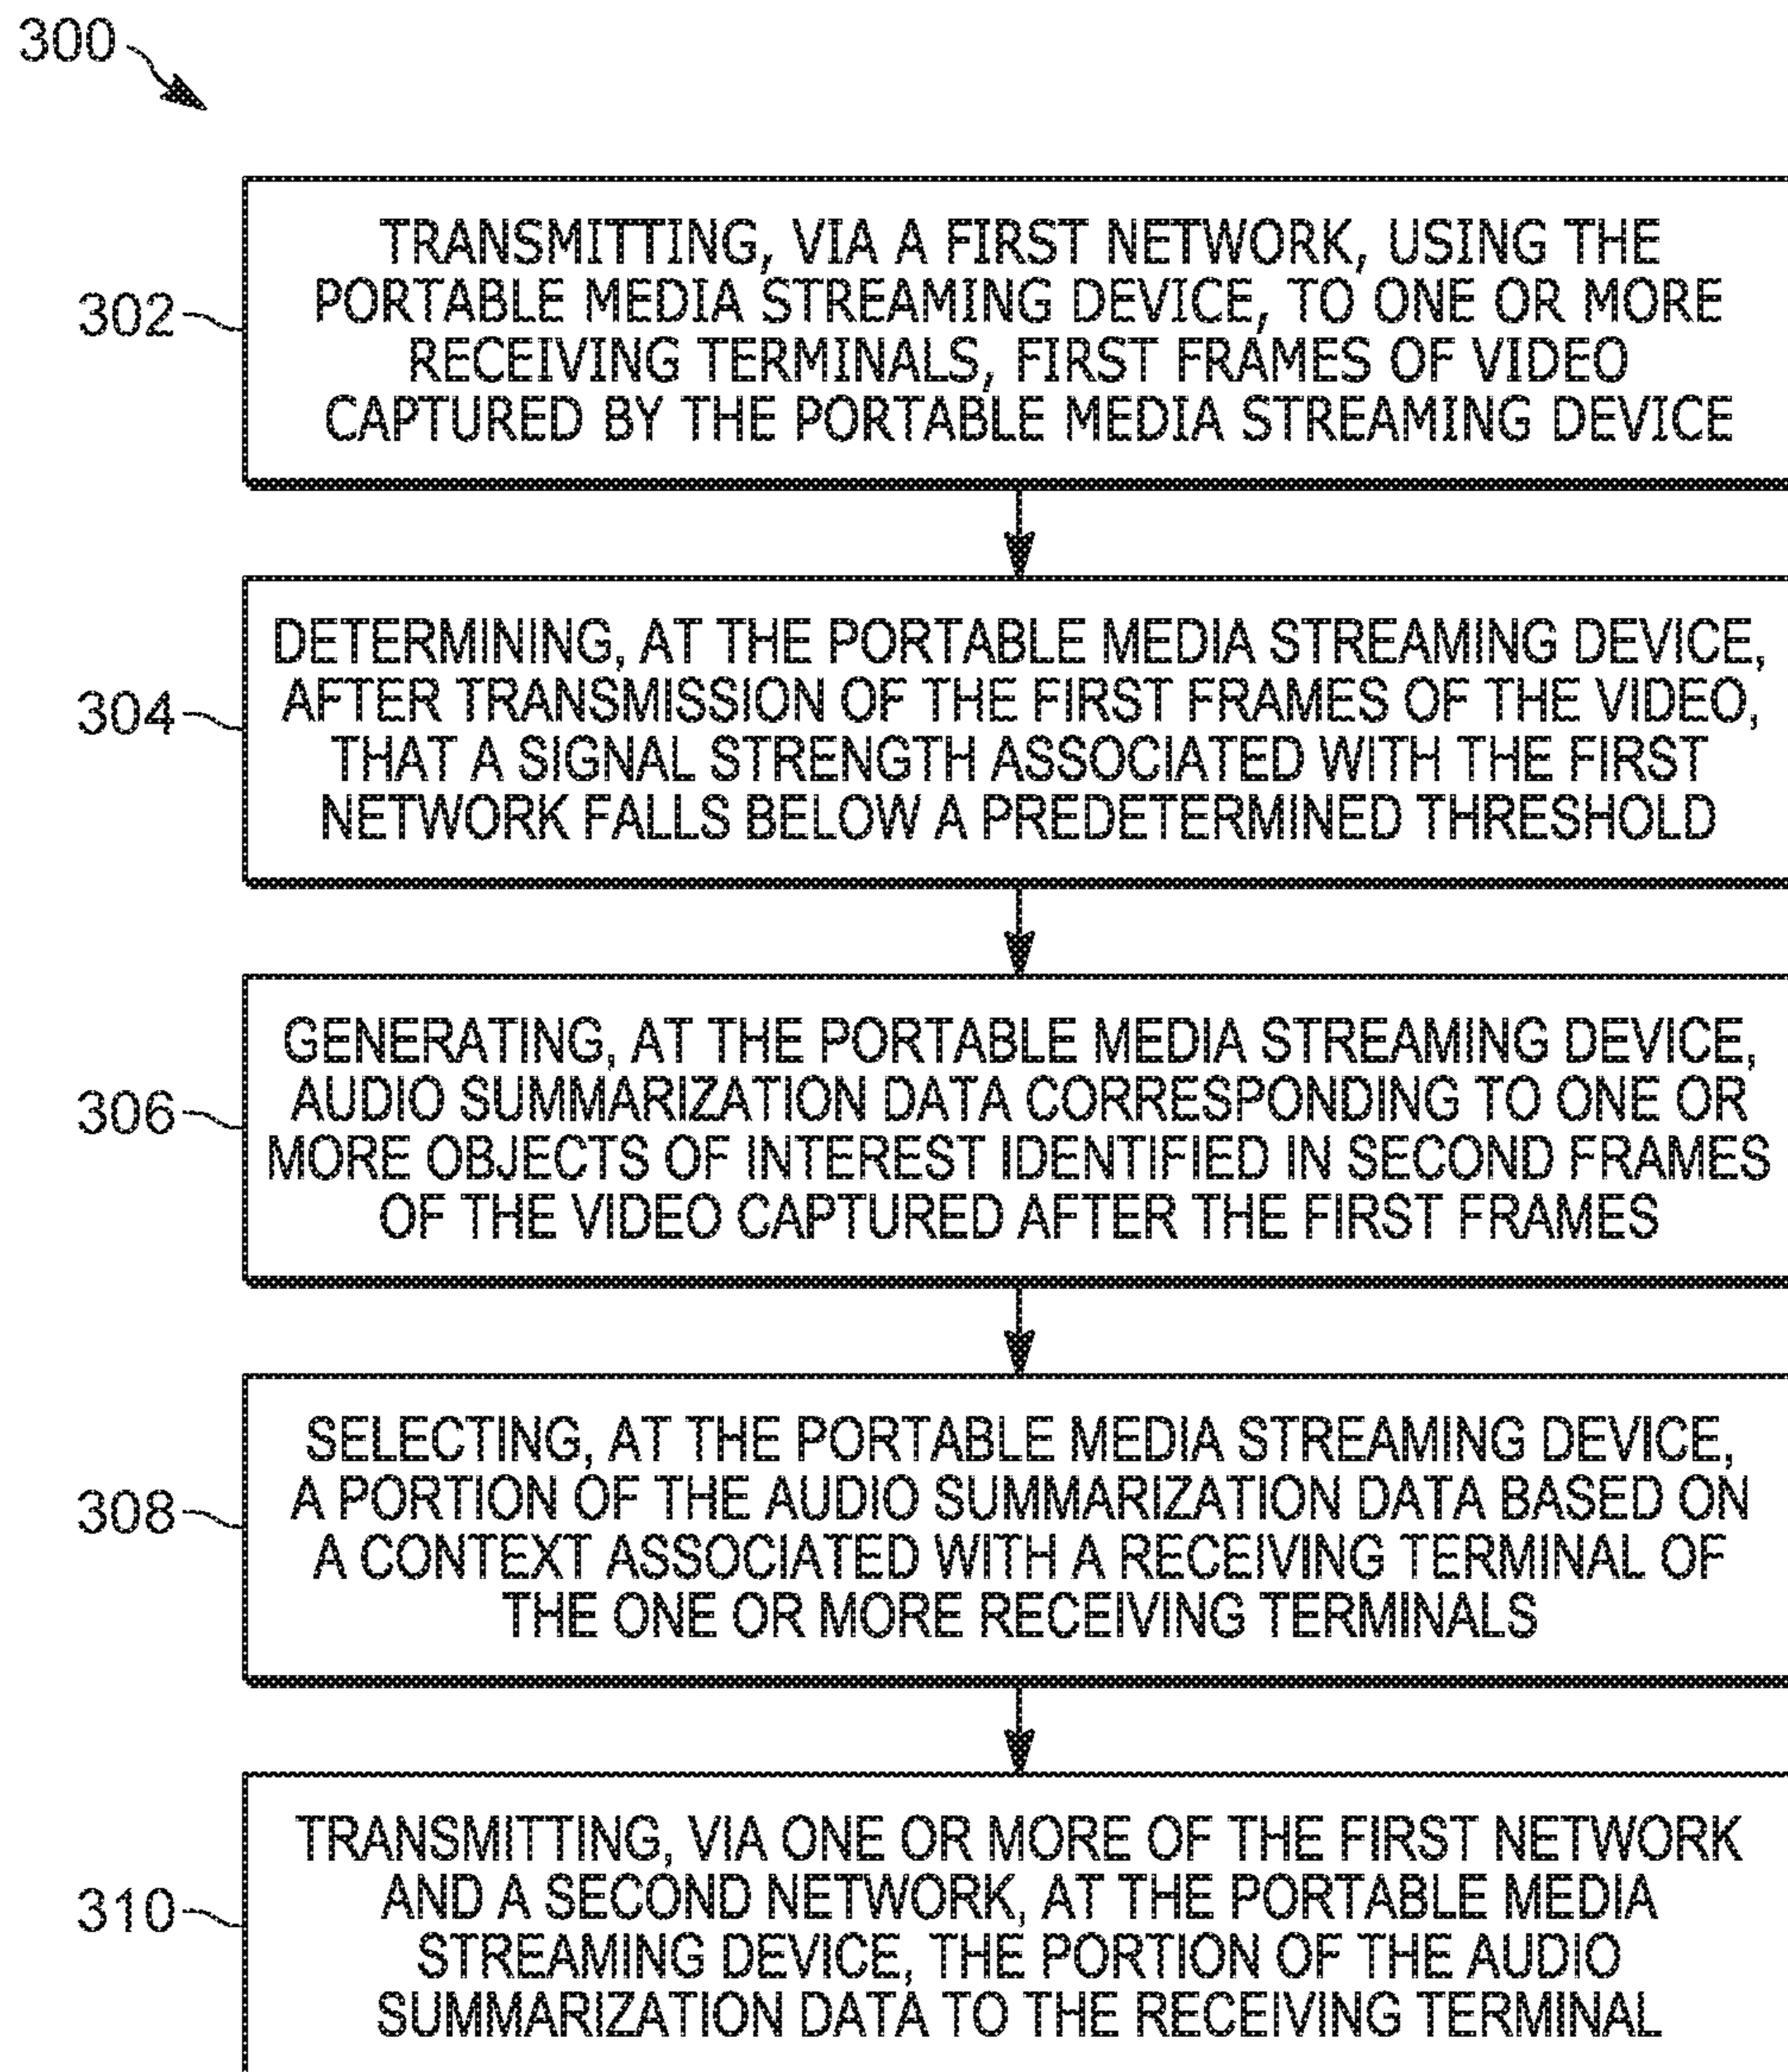 300
302
TRANSMITTING, VIA A FIRST NETWORK, USING THE
PORTABLE MEDIA STREAMING DEVICE, TO ONE OR MORE
RECEIVING TERMINALS, FIRST FRAMES OF VIDEO
CAPTURED BY THE PORTABLE MEDIA STREAMING DEVICE
304
DETERMINING, AT THE PORTABLE MEDIA STREAMING DEVICE,
AFTER TRANSMISSION OF THE FIRST FRAMES OF THE VIDEO,
THAT A SIGNAL STRENGTH ASSOCIATED WITH THE FIRST
NETWORK FALLS BELOW A PREDETERMINED THRESHOLD
306
GENERATING, AT THE PORTABLE MEDIA STREAMING DEVICE,
AUDIO SUMMARIZATION DATA CORRESPONDING TO ONE OR
MORE OBJECTS OF INTEREST IDENTIFIED IN SECOND FRAMES
OF THE VIDEO CAPTURED AFTER THE FIRST FRAMES
308
SELECTING, AT THE PORTABLE MEDIA STREAMING DEVICE,
A PORTION OF THE AUDIO SUMMARIZATION DATA BASED ON
A CONTEXT ASSOCIATED WITH A RECEIVING TERMINAL OF
THE ONE OR MORE RECEIVING TERMINALS
310
TRANSMITTING, VIA ONE OR MORE OF THE FIRST NETWORK
AND A SECOND NETWORK, AT THE PORTABLE MEDIA
STREAMING DEVICE, THE PORTION OF THE AUDIO
SUMMARIZATION DATA TO THE RECEIVING TERMINAL